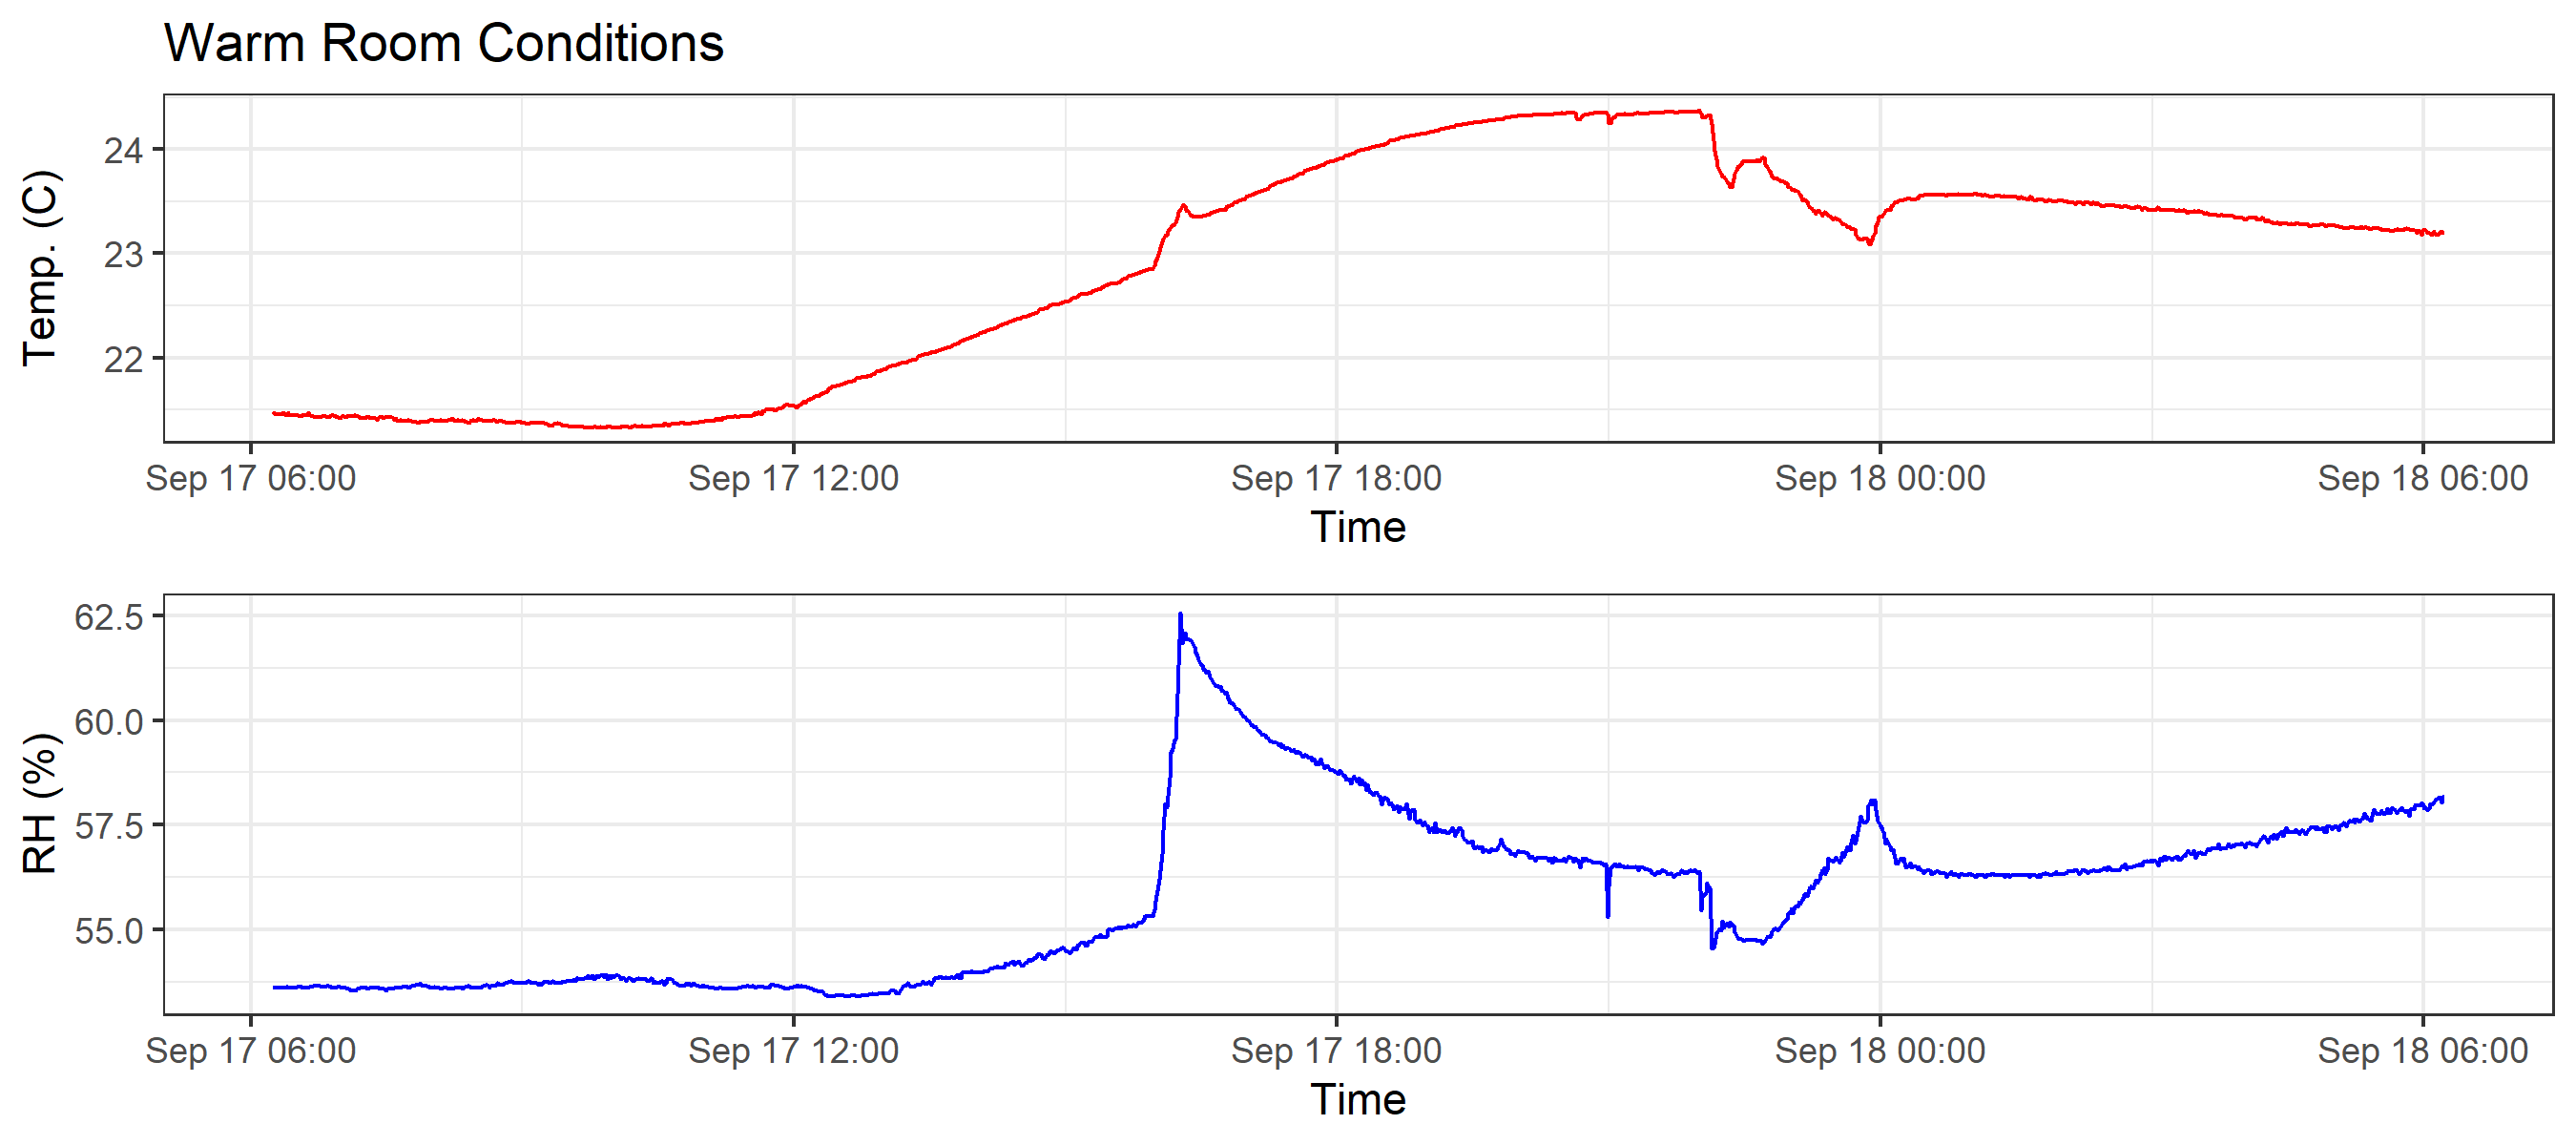 Warm Room Conditions
Temp. (C)
24
23
22
Sep 17 06:00 Sep 17 12:00 Sep 17 18:00 Sep 18 00:00 Sep 18 06:00
Time
RH (%)
62.5
60.0
57.5
55.0
Sep 17 06:00 Sep 17 12:00 Sep 17 18:00 Sep 18 00:00 Sep 18 06:00
Time